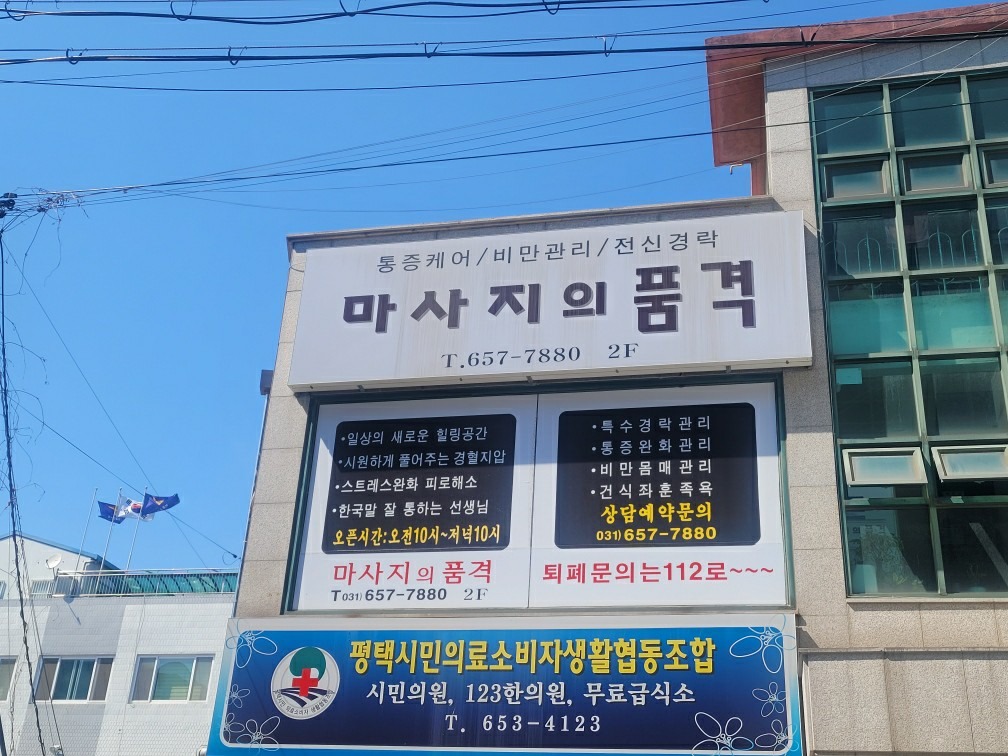 통증케어/비만관리/전신경락
마사지의 품격
T.657-7880 2F
•일상의 새로운 힐링공간
•시원하게 풀어주는 경혈지압
•스트레스완화 피로해소
•한국말 잘 통하는 선생님
오픈시간:오전10시~저녁10시
마사지의 품격
T031)657-7880 2F
•특수경락관리
•통증완화관리
•비만몸매관리
•건식좌훈족욕
상담예약문의
031)657-7880
퇴폐문의는112로~~~
평택시민의료소비자생활협동조합
시민의원, 123한의원, 무료급식소
T. 653-4123